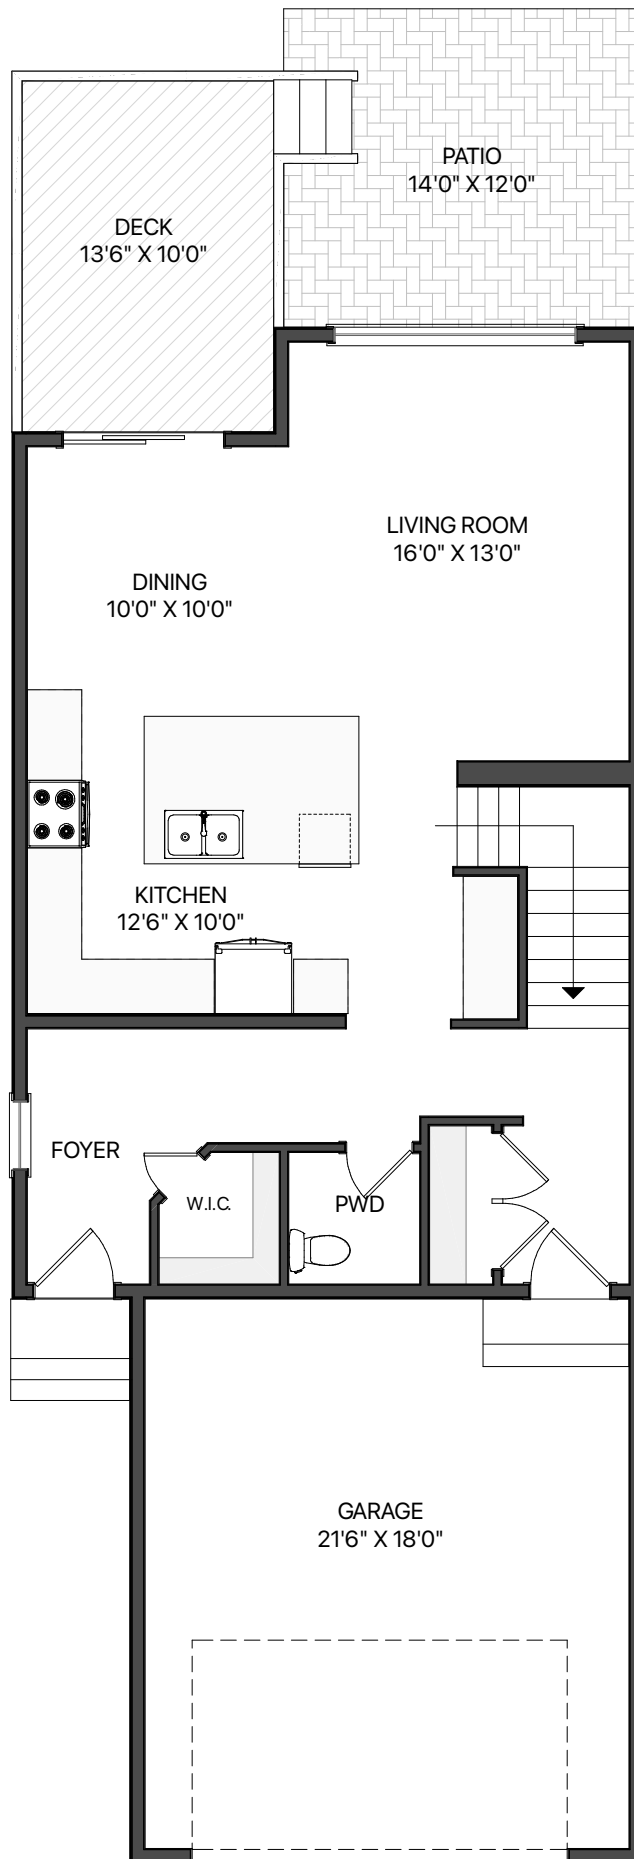 PATIO
14'0" X 12'0"
DECK
13'6" X 10'0"
LIVING ROOM
16'0" X 13'0"
DINING
10'0" X 10'0"
KITCHEN
12'6" X 10'0"
FOYER
W.I.C.
PWD
GARAGE
21'6" X 18'0"